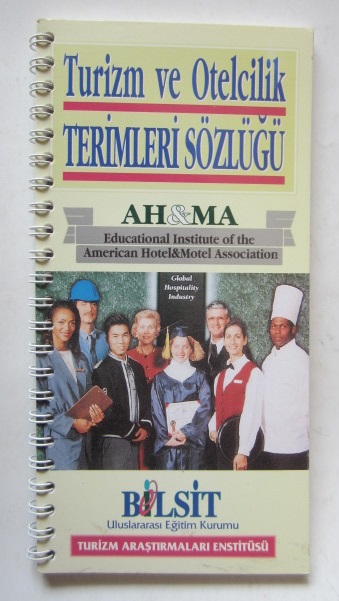 Turizm ve Otelcilik
TERİMLERİ SÖZLÜĞÜ
AH&MA
Educational Institute of the
American Hotel&Motel Association
Global
Hospitality
Industry
BİLSİT
Uluslararası Eğitim Kurumu
TURİZM ARAŞTIRMALARI ENSTİTÜSÜ